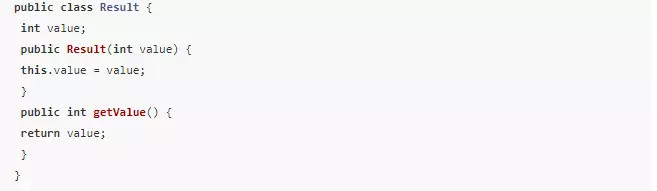 public class Result {
int value;
public Result(int value) {
this.value = value;
}
public int getValue() {
return value;
}
}